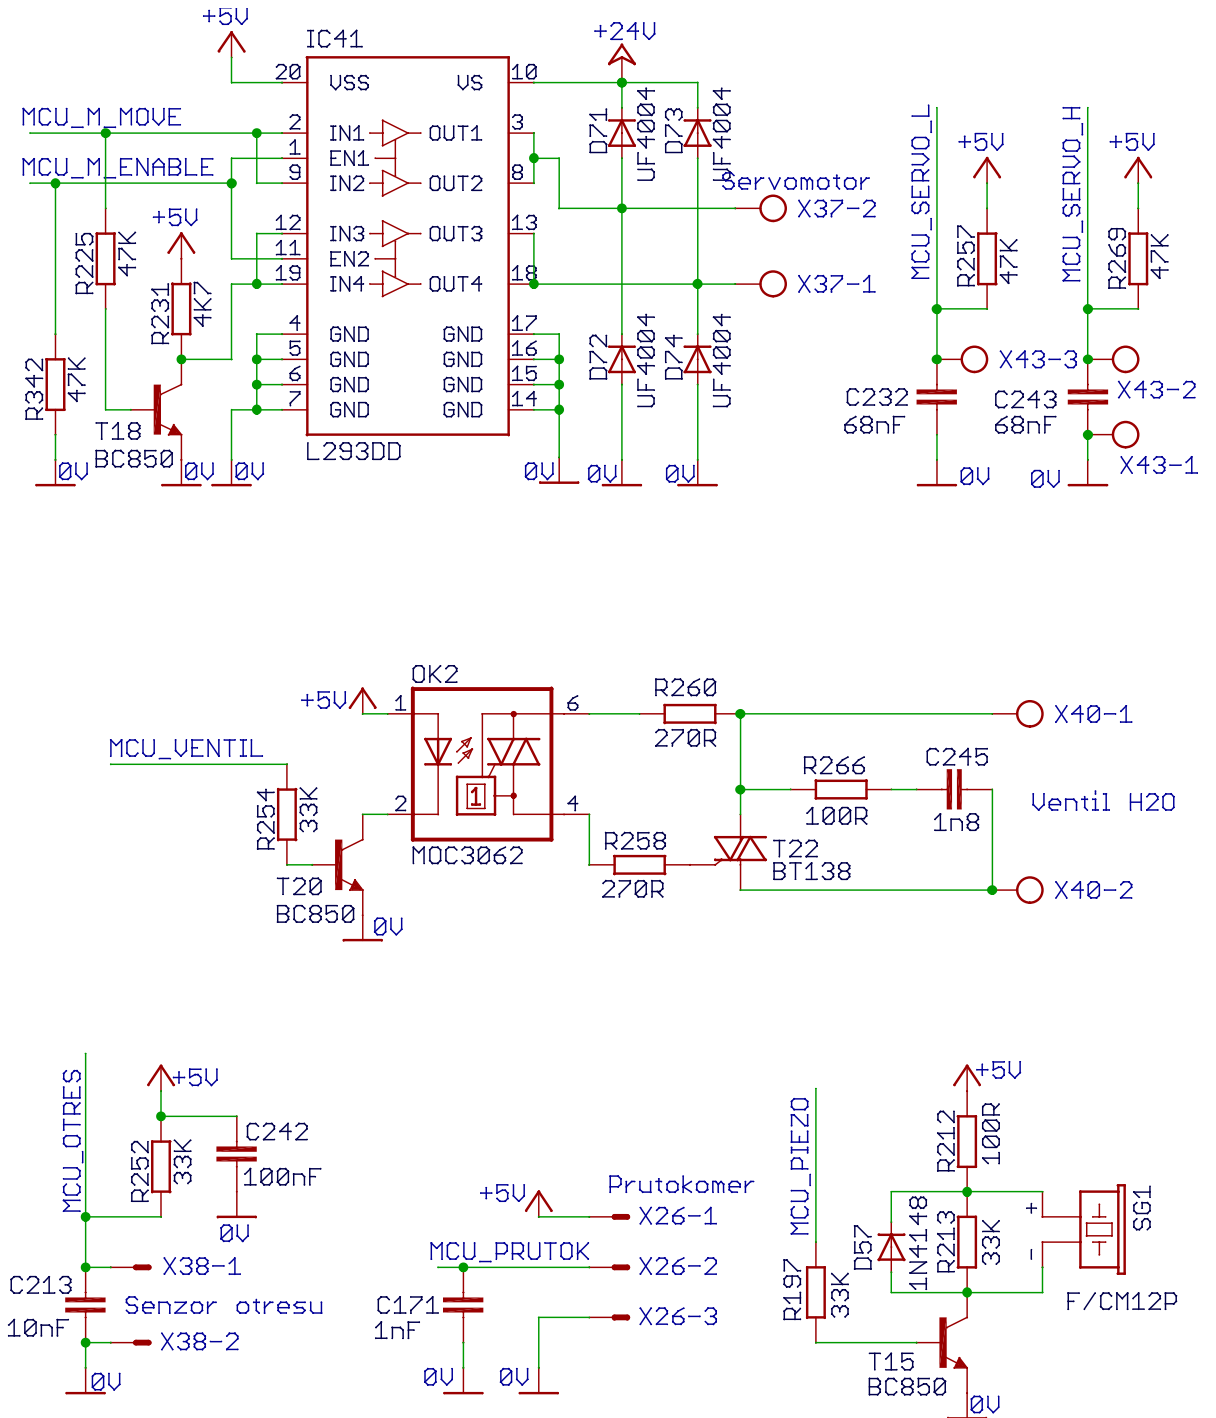 +5V
IC41
+24V
20
VSS
VS
10
MCU_M_MOVE
2
IN1
OUT1
3
1
EN1
MCU_M_ENABLE
9
IN2
OUT2
8
+5V
12
IN3
OUT3
13
11
EN2
19
IN4
OUT4
18
4
GND
GND
17
5
GND
GND
16
6
GND
GND
15
7
GND
GND
14
L293DD
R225
47K
R231
4K7
R342
47K
T18
BC850
0V
0V
0V
D71
UF4004
D73
UF4004
Servomotor
X37-2
X37-1
D72
UF4004
D74
UF4004
0V
0V
0V
MCU_SERVO_L
+5V
R257
47K
X43-3
C232
68nF
0V
MCU_SERVO_H
+5V
R269
47K
X43-2
C243
68nF
X43-1
0V
OK2
+5V
1
6
MCU_VENTIL
R254
33K
2
1
4
MOC3062
T20
BC850
0V
R260
270R
X40-1
R266
100R
C245
1n8
Ventil H2O
R258
270R
T22
BT138
X40-2
MCU_OTRES
+5V
R252
33K
C242
100nF
0V
X38-1
C213
10nF
Senzor otresu
X38-2
0V
Prutokomer
+5V
X26-1
MCU_PRUTOK
X26-2
C171
1nF
X26-3
0V
0V
MCU_PIEZO
+5V
R212
100R
D57
1N4148
R213
33K
+
-
SG1
F/CM12P
R197
33K
T15
BC850
0V